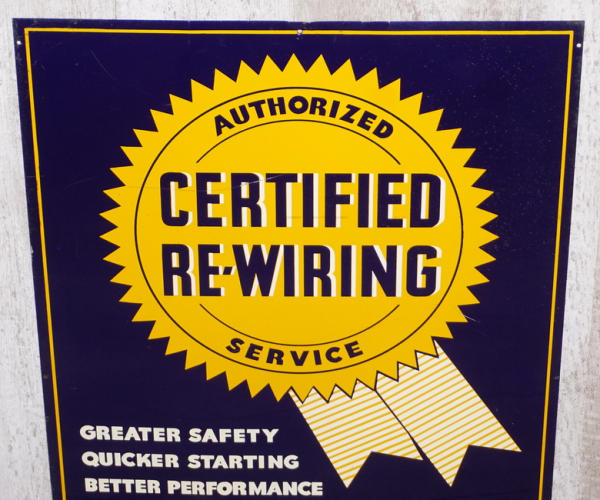 AUTHORIZED
CERTIFIED
RE-WIRING
SERVICE
GREATER SAFETY
QUICKER STARTING
BETTER PERFORMANCE